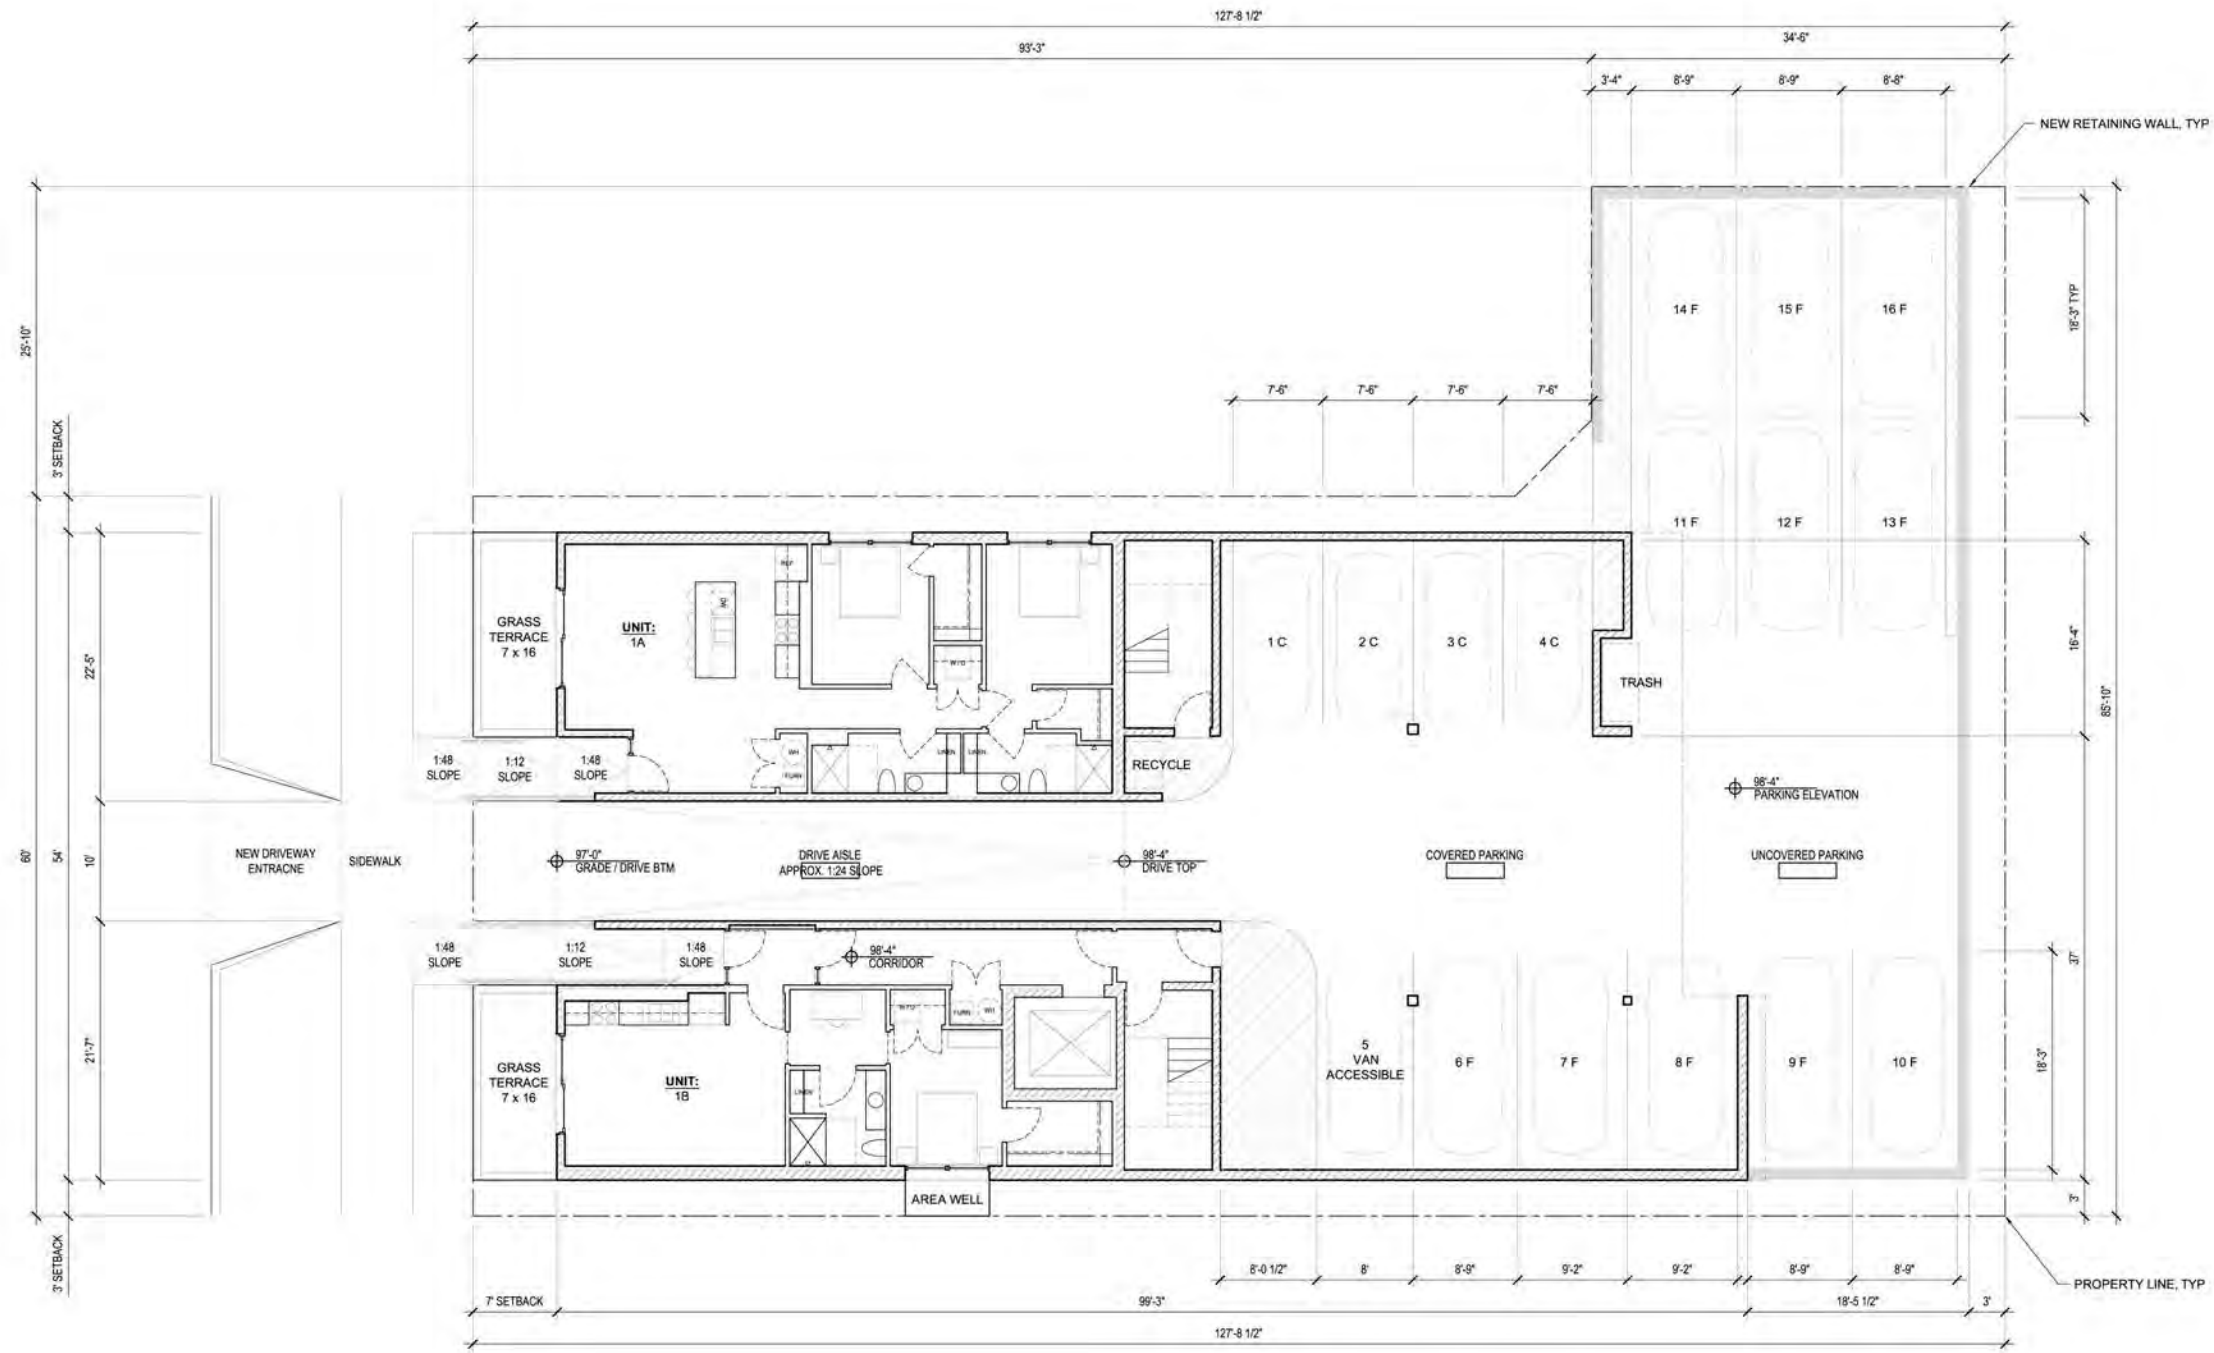 127'-8 1/2"
93'-3"
34'-6"
3'-4"
8'-9"
8'-9"
8'-8"
NEW RETAINING WALL, TYP
25'-10"
3' SETBACK
22'-5"
60'
54'
10'
21'-7"
3' SETBACK
14 F
15 F
16 F
18'-3" TYP
7'-6"
7'-6"
7'-6"
7'-6"
11 F
12 F
13 F
16'-4"
85'-10"
GRASS
TERRACE
7 x 16
UNIT:
1A
REF
W/D
1 C
2 C
3 C
4 C
TRASH
1:48
SLOPE
1:12
SLOPE
1:48
SLOPE
WH
FURN
LINEN
LINEN
RECYCLE
98'-4"
PARKING ELEVATION
NEW DRIVEWAY
ENTRACNE
SIDEWALK
97'-0"
GRADE / DRIVE BTM
DRIVE AISLE
APPROX. 1:24 SLOPE
98'-4"
DRIVE TOP
COVERED PARKING
UNCOVERED PARKING
1:48
SLOPE
1:12
SLOPE
1:48
SLOPE
98'-4"
CORRIDOR
37'
W/D
FURN
WH
GRASS
TERRACE
7 x 16
UNIT:
1B
LINEN
5
VAN
ACCESSIBLE
6 F
7 F
8 F
9 F
10 F
18'-3"
3'
AREA WELL
8'-0 1/2"
8'
8'-9"
9'-2"
9'-2"
8'-9"
8'-9"
PROPERTY LINE, TYP
7' SETBACK
99'-3"
18'-5 1/2"
3'
127'-8 1/2"